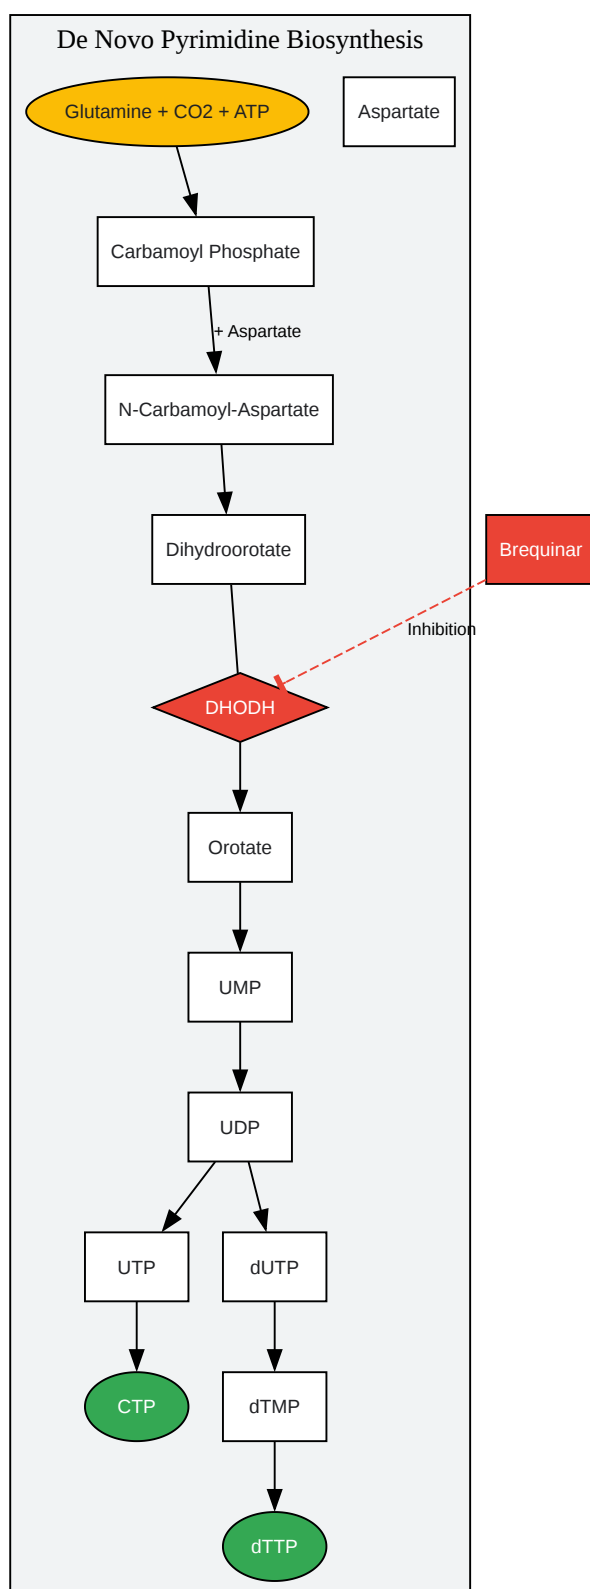 De Novo Pyrimidine Biosynthesis
Glutamine + CO2 + ATP
Aspartate
Carbamoyl Phosphate
+ Aspartate
N-Carbamoyl-Aspartate
Dihydroorotate
Brequinar
Inhibition
DHODH
Orotate
UMP
UDP
UTP
dUTP
CTP
dTMP
dTTP